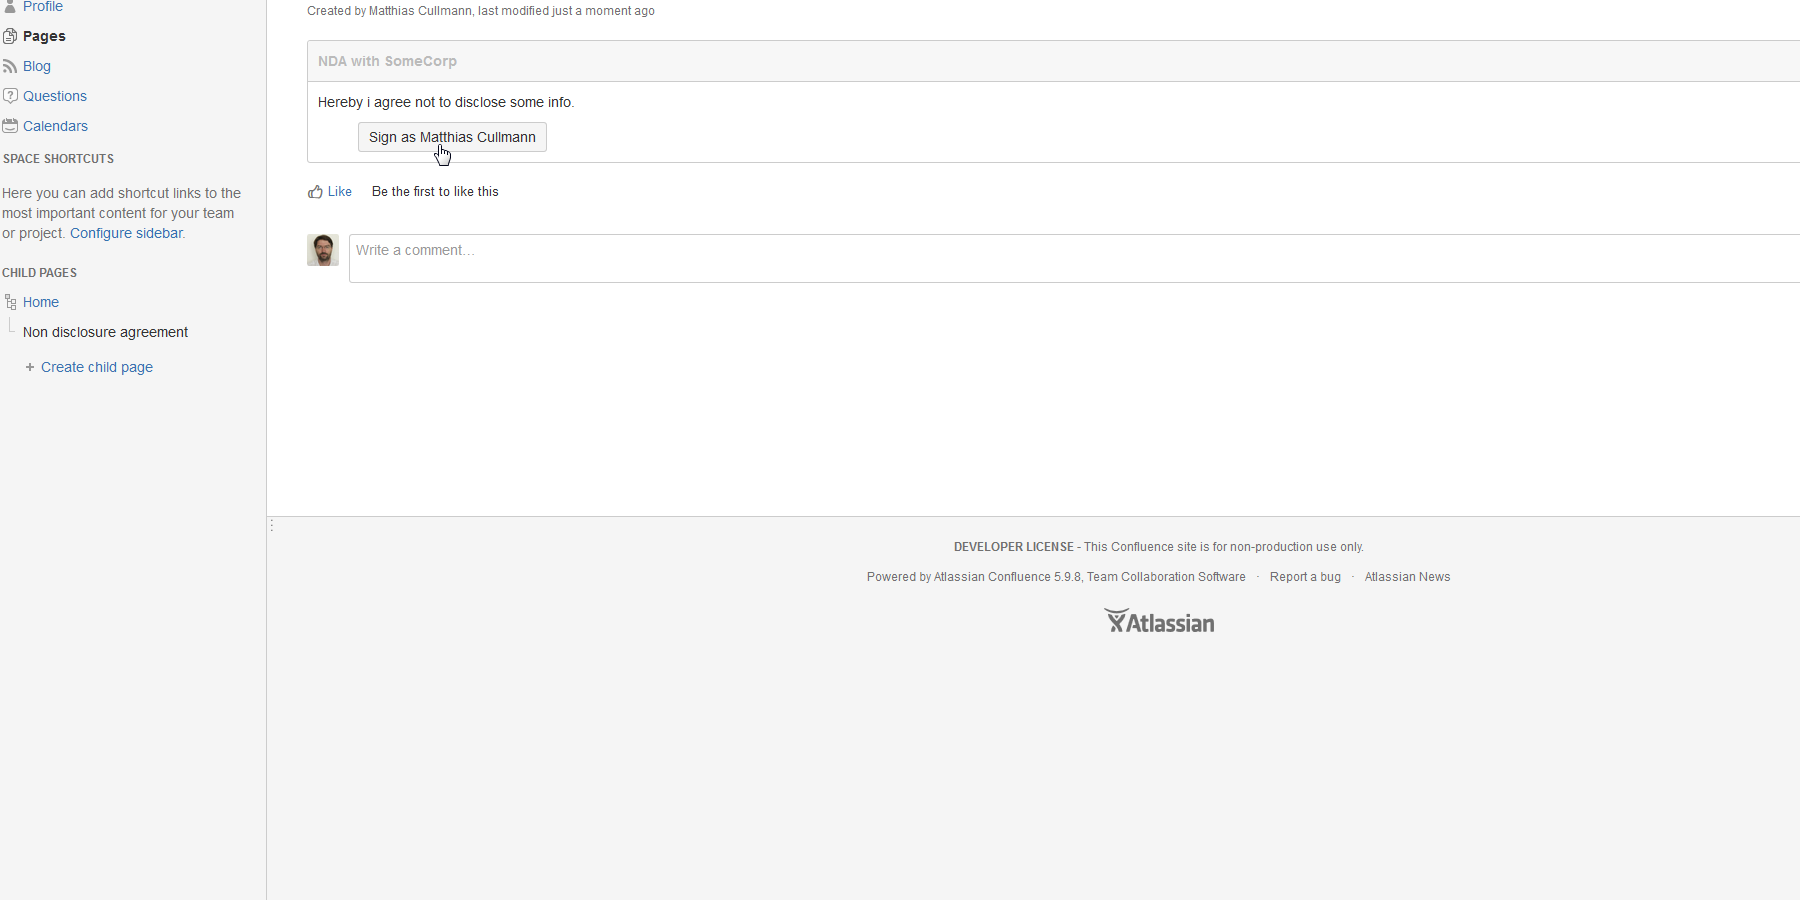 Profile
Pages
Blog
Questions
Calendars
SPACE SHORTCUTS
Here you can add shortcut links to the
most important content for your team
or project. Configure sidebar.
CHILD PAGES
Home
Non disclosure agreement
+ Create child page
Created by Matthias Cullmann, last modified just a moment ago
NDA with SomeCorp
Hereby i agree not to disclose some info.
Sign as Matthias Cullmann
Like Be the first to like this
Write a comment...
DEVELOPER LICENSE - This Confluence site is for non-production use only.
Powered by Atlassian Confluence 5.9.8, Team Collaboration Software · Report a bug · Atlassian News
Atlassian